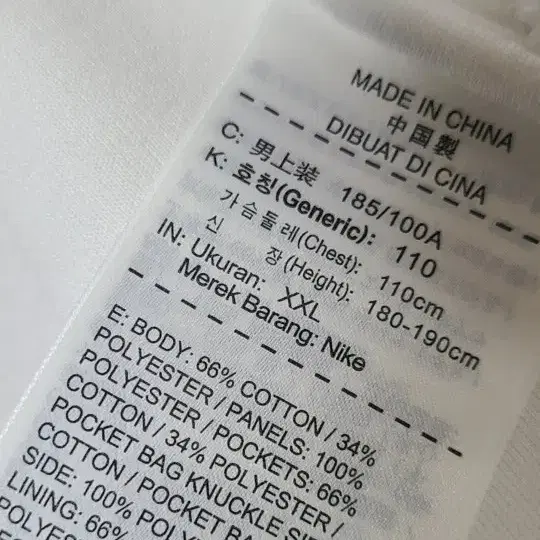 MADE IN CHINA
中国製
DIBUAT DI CINA
C: 男上装 185/100A
K: 호칭(Generic): 110
가슴둘레(Chest): 110cm
신 장(Height): 180-190cm
IN: Ukuran: XXL
Merek Barang: Nike
E: BODY: 66% COTTON / 34%
POLYESTER / PANELS: 100%
POLYESTER / POCKETS: 66%
COTTON / 34% POLYESTER /
POCKET BAG KNUCKLE
COTTON / POCKET
SIDE: 100%
LINING: 66%